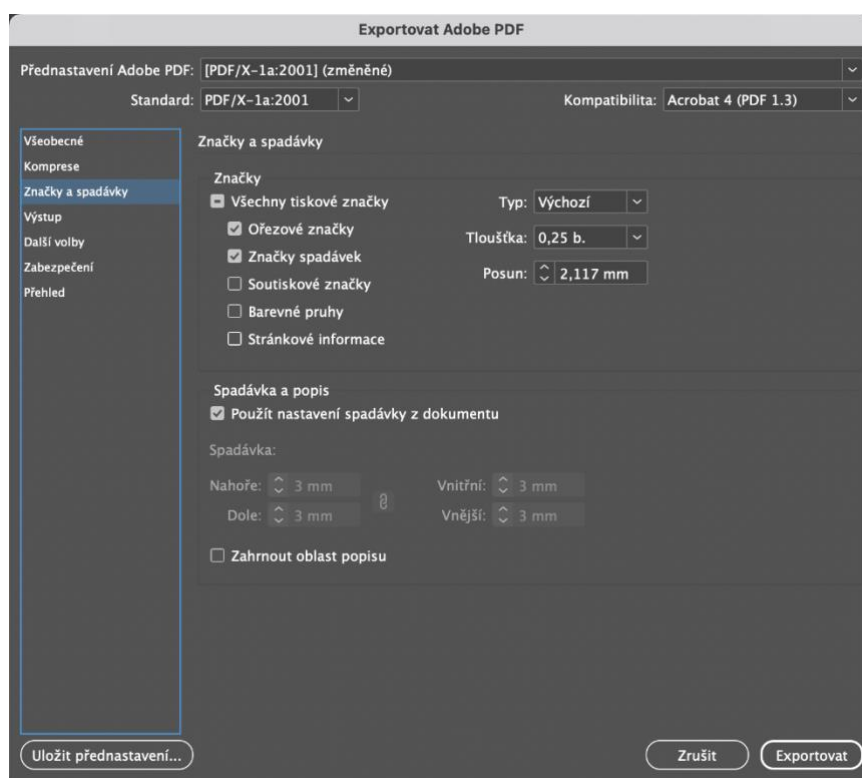 Exportovat Adobe PDF
Přednastavení Adobe PDF: [PDF/X-1a:2001] (změněné)
Standard: PDF/X-1a:2001 Kompatibilita: Acrobat 4 (PDF 1.3)
Všeobecné
Komprese
Značky a spadávky
Výstup
Další volby
Zabezpečení
Přehled
Značky a spadávky
Značky
Všechny tiskové značky
Ořezové značky
Značky spadávek
Soutiskové značky
Barevné pruhy
Stránkové informace
Typ: Výchozí
Tloušťka: 0,25 b.
Posun: 2,117 mm
Spadávka a popis
Použít nastavení spadávky z dokumentu
Spadávka:
Nahoře: 3 mm Vnitřní: 3 mm
Dole: 3 mm Vnější: 3 mm
Zahrnout oblast popisu
Uložit přednastavení... Zrušit Exportovat